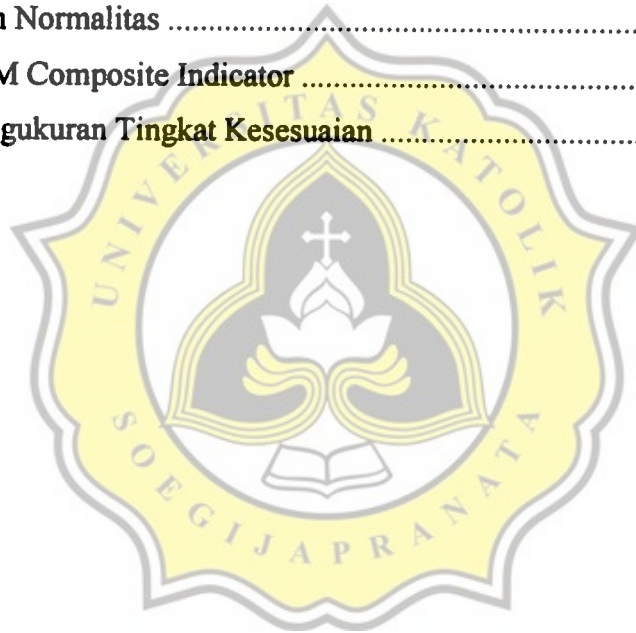 n Normalitas ........................................................
M Composite Indicator ........................................
gukuran Tingkat Kesesuaian ..............................
UNIVERSITAS KATOLIK
SOEGIJAPRANATA